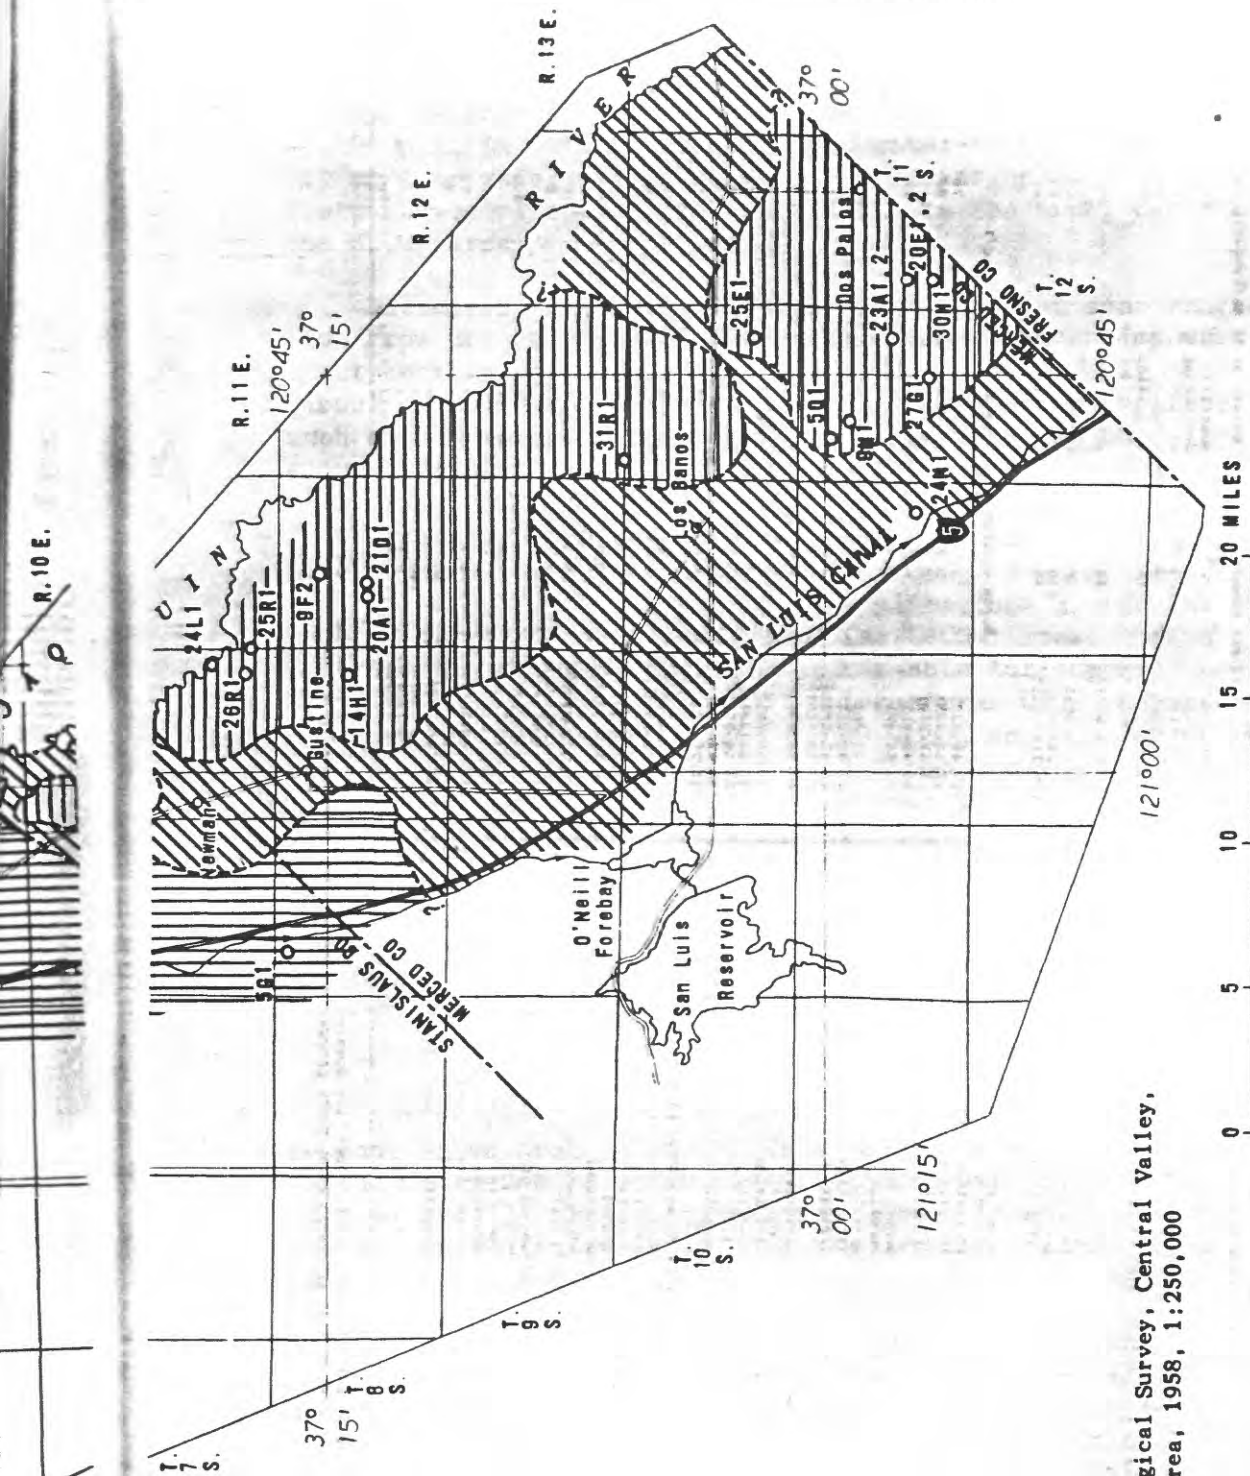 R.10 E.
R.11 E.
R.12 E.
R.13 E.
120°45'
37°
15'
R I V E R
24L1
25R1
26R1
9F2
Gustine
14H1
20A1
21D1
Newman
5G1
STANISLAUS CO
MERCED CO
?
?
?
31R1
Los Banos
25E1
Dos Palos
5Q1
23A1,2
20E1,2
30M1
27G1
24M1
SAN LUIS CANAL
5
MERCED CO
FRESNO CO
37°
00'
T.
11
S.
T.
12
S.
120°45'
O'Neill
Forebay
San Luis
Reservoir
121°00'
121°15'
37°
00'
37°
15'
T.
7
S.
T.
8
S.
T.
9
S.
T.
10
S.
0 5 10 15 20 MILES
gical Survey, Central Valley,
rea, 1958, 1:250,000